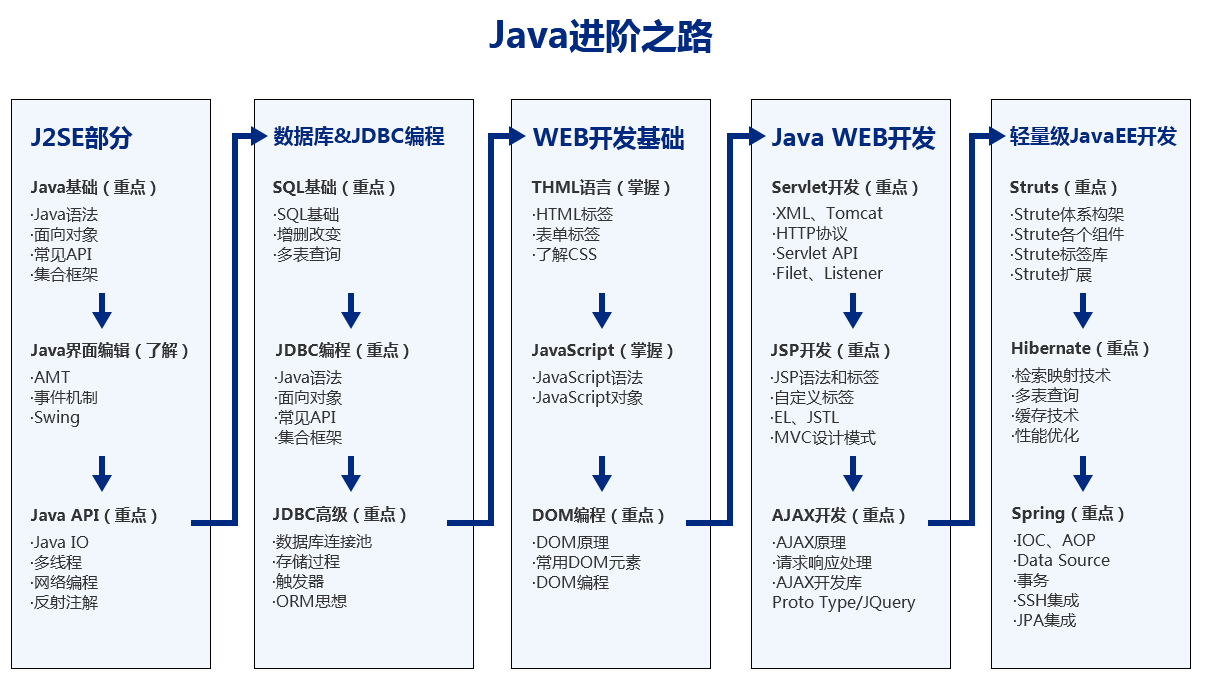 Java进阶之路
J2SE部分
Java基础（重点）
·Java语法
·面向对象
·常见API
·集合框架
Java界面编辑（了解）
·AMT
·事件机制
·Swing
Java API（重点）
·Java IO
·多线程
·网络编程
·反射注解
数据库&JDBC编程
SQL基础（重点）
·SQL基础
·增删改变
·多表查询
JDBC编程（重点）
·Java语法
·面向对象
·常见API
·集合框架
JDBC高级（重点）
·数据库连接池
·存储过程
·触发器
·ORM思想
WEB开发基础
THML语言（掌握）
·HTML标签
·表单标签
·了解CSS
JavaScript（掌握）
·JavaScript语法
·JavaScript对象
DOM编程（重点）
·DOM原理
·常用DOM元素
·DOM编程
Java WEB开发
Servlet开发（重点）
·XML、Tomcat
·HTTP协议
·Servlet API
·Filet、Listener
JSP开发（重点）
·JSP语法和标签
·自定义标签
·EL、JSTL
·MVC设计模式
AJAX开发（重点）
·AJAX原理
·请求响应处理
·AJAX开发库
Proto Type/JQuery
轻量级JavaEE开发
Struts（重点）
·Strute体系构架
·Strute各个组件
·Strute标签库
·Strute扩展
Hibernate（重点）
·检索映射技术
·多表查询
·缓存技术
·性能优化
Spring（重点）
·IOC、AOP
·Data Source
·事务
·SSH集成
·JPA集成